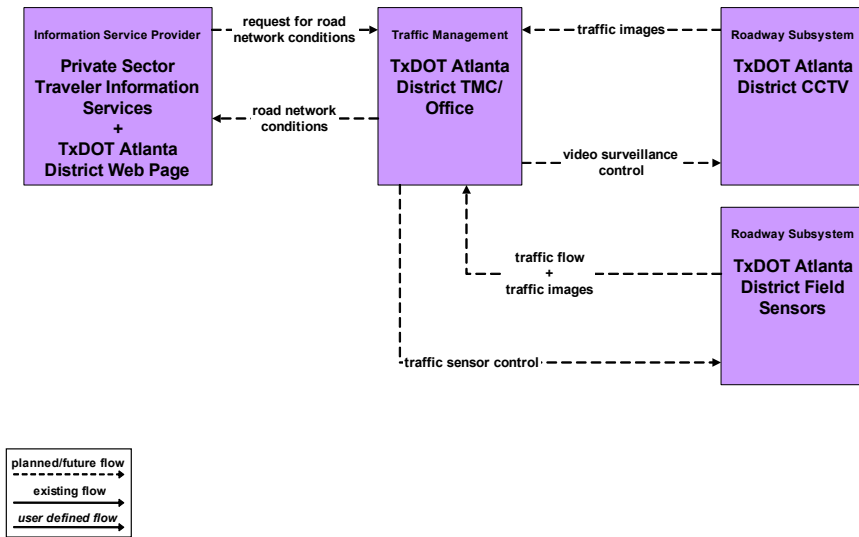 Information Service Provider
Private Sector
Traveler Information
Services
+
TxDOT Atlanta
District Web Page
request for road
network conditions
road network
conditions
Traffic Management
TxDOT Atlanta
District TMC/
Office
traffic images
video surveillance
control
Roadway Subsystem
TxDOT Atlanta
District CCTV
traffic flow
+
traffic images
traffic sensor control
Roadway Subsystem
TxDOT Atlanta
District Field
Sensors
planned/future flow
existing flow
user defined flow